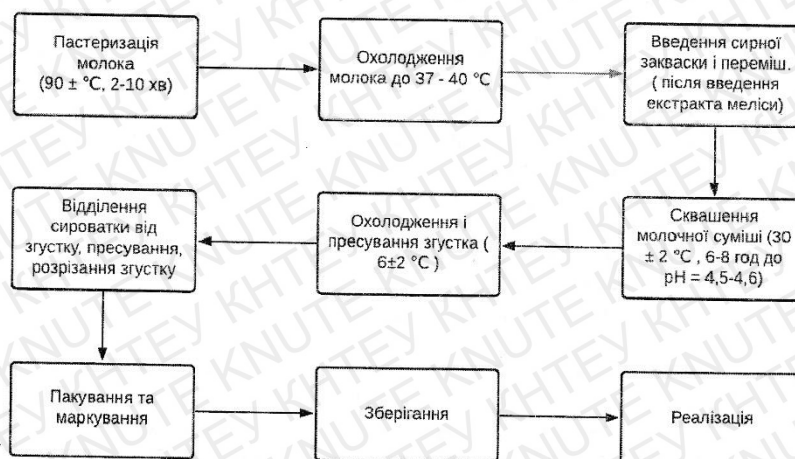 Пастеризація
молока
(90 ± °C, 2-10 хв)
Охолодження
молока до 37 - 40 °C
Введення сирної
закваски і переміш.
( після введення
екстракта меліси)
Сквашення
молочної суміші (30
± 2 °C , 6-8 год до
pH = 4,5-4,6)
Охолодження і
пресування згустка (
6±2 °C )
Відділення
сироватки від
згустку, пресування,
розрізання згустку
Пакування та
маркування
Зберігання
Реалізація
KNUTE КНТЕУ